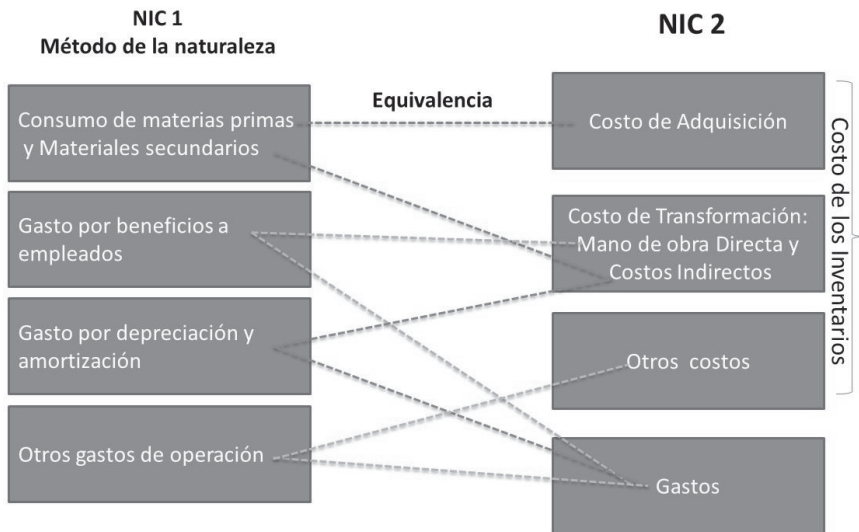 NIC 1
Método de la naturaleza
NIC 2
Equivalencia
Consumo de materias primas
y Materiales secundarios
Gasto por beneficios a
empleados
Gasto por depreciación y
amortización
Otros gastos de operación
Costo de Adquisición
Costo de Transformación:
Mano de obra Directa y
Costos Indirectos
Otros costos
Gastos
Costo de los Inventarios